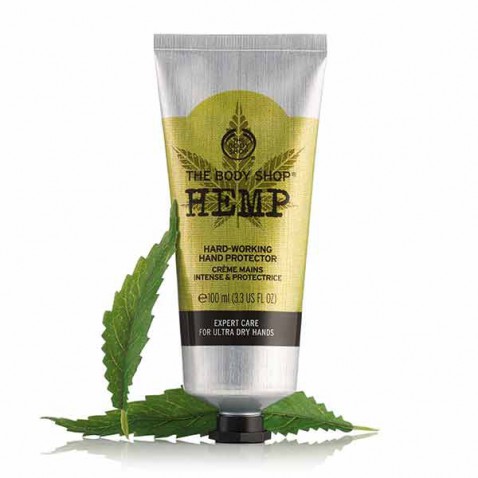 THE BODY SHOP®
HEMP
HARD-WORKING
HAND PROTECTOR
CRÈME MAINS
INTENSE & PROTECTRICE
℮100 ml (3.3 US FL OZ)
EXPERT CARE
FOR ULTRA DRY HANDS